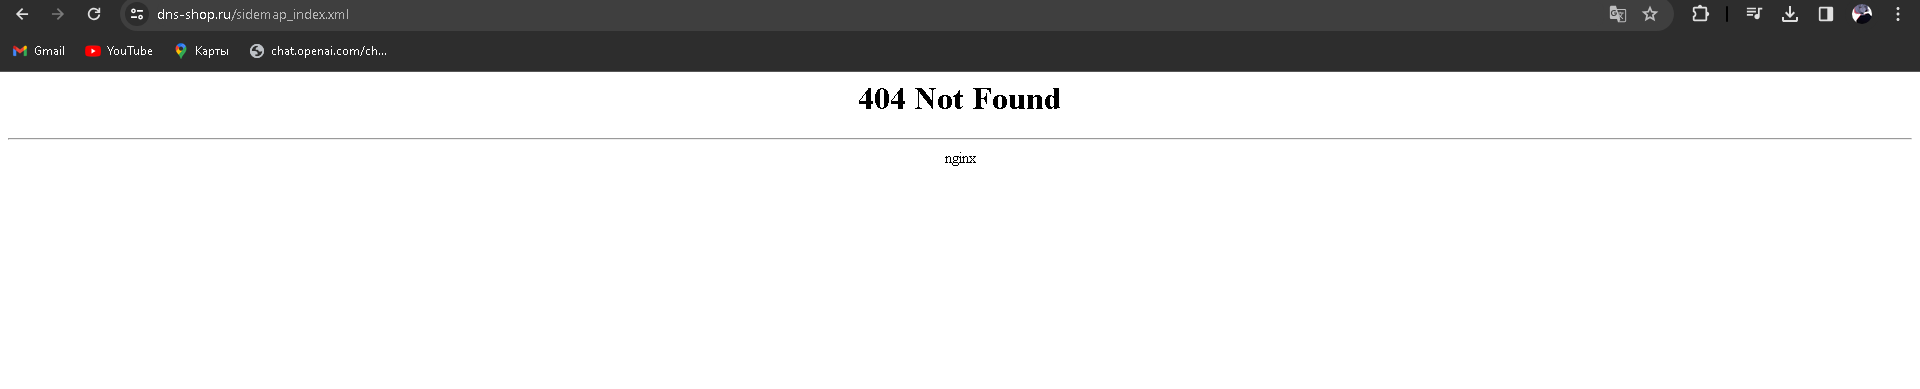 dns-shop.ru/sidemap_index.xml
Gmail YouTube Карты chat.openai.com/ch...
404 Not Found
nginx